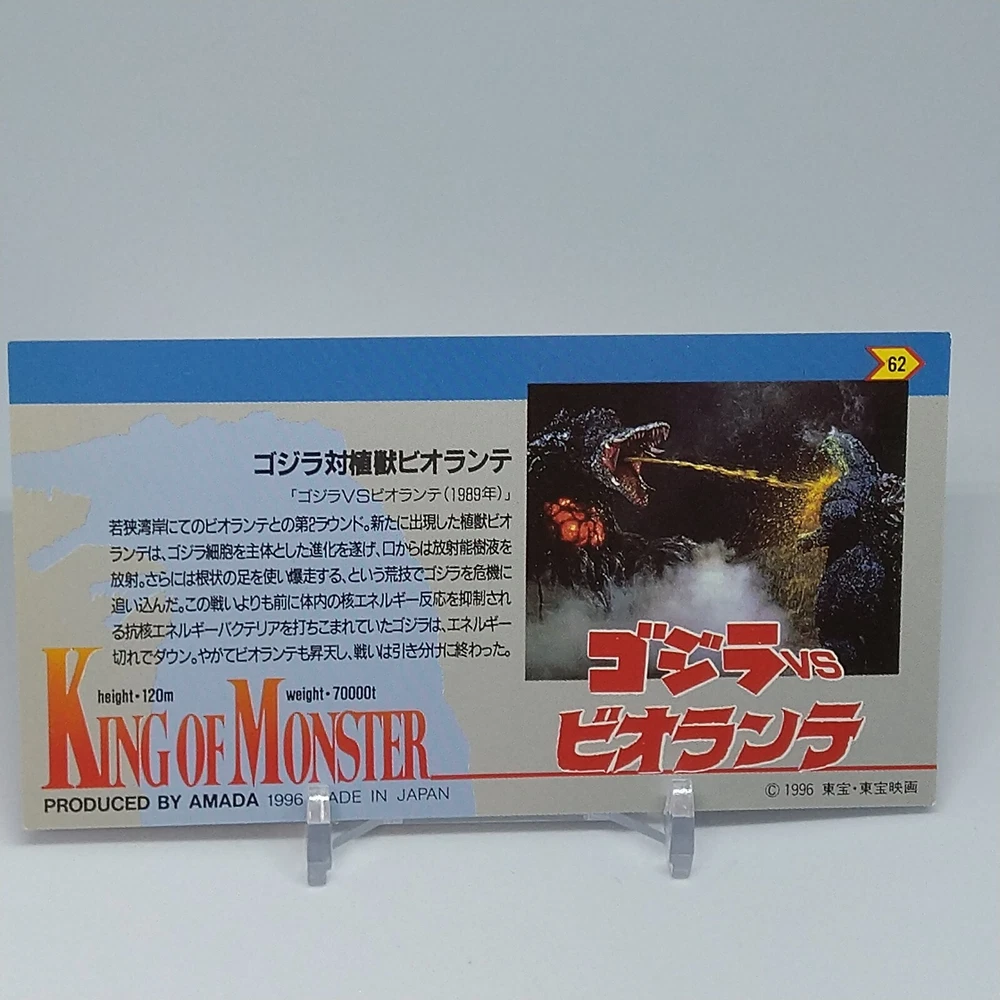 62
ゴジラ対植獣ビオランテ
「ゴジラVSビオランテ(1989年)」
若狭湾岸にてのビオランテとの第2ラウンド。新たに出現した植獣ビオ
ランテは、ゴジラ細胞を主体とした進化を遂げ、口からは放射能樹液を
放射。さらには根状の足を使い爆走する、という荒技でゴジラを危機に
追い込んだ。この戦いよりも前に体内の核エネルギー反応を抑制され
る抗核エネルギーバクテリアを打ちこまれていたゴジラは、エネルギー
切れでダウン。やがてビオランテも昇天し、戦いは引き分けに終わった。
height・120m weight・70000t
KING OF MONSTER
PRODUCED BY AMADA 1996 MADE IN JAPAN
ゴジラVS
ビオランテ
© 1996 東宝・東宝映画